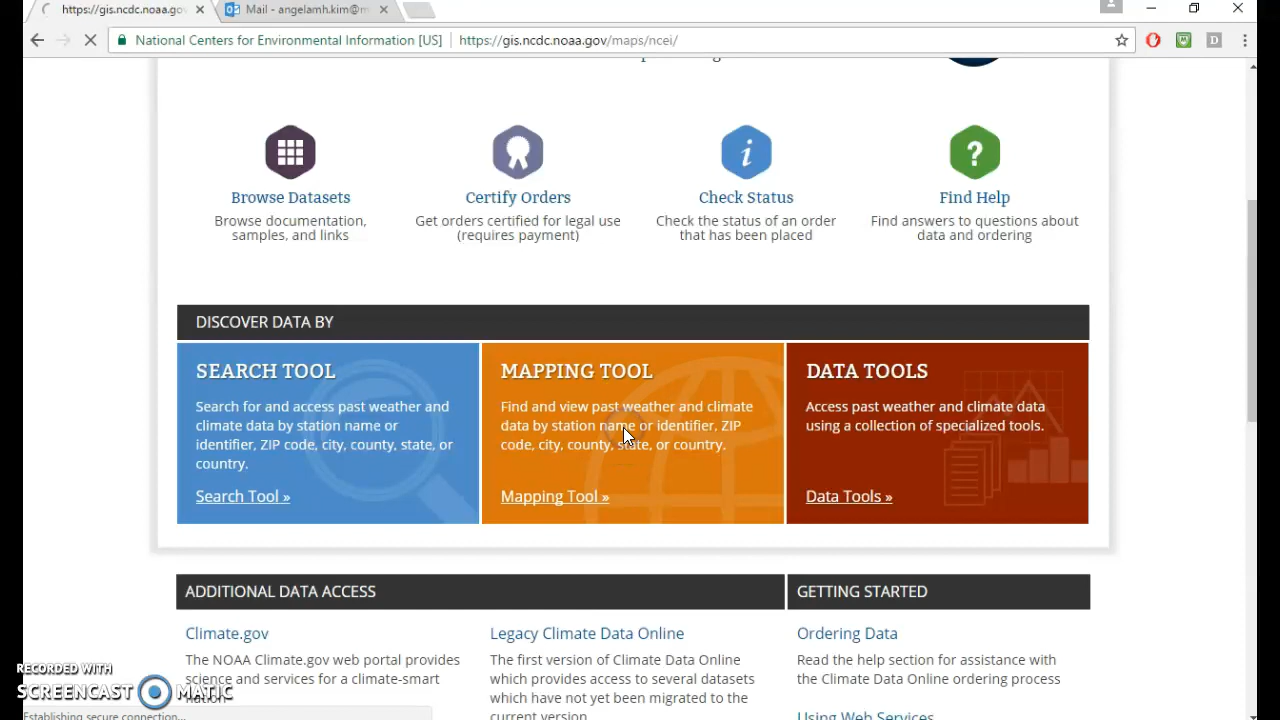 https://gis.ncdc.noaa.gov
Mail - angelamh.kim@m
National Centers for Environmental Information [US]
https://gis.ncdc.noaa.gov/maps/ncei/
Browse Datasets
Browse documentation,
samples, and links
Certify Orders
Get orders certified for legal use
(requires payment)
Check Status
Check the status of an order
that has been placed
Find Help
Find answers to questions about
data and ordering
DISCOVER DATA BY
SEARCH TOOL
Search for and access past weather and
climate data by station name or
identifier, ZIP code, city, county, state, or
country.
Search Tool »
MAPPING TOOL
Find and view past weather and climate
data by station name or identifier, ZIP
code, city, county, state, or country.
Mapping Tool »
DATA TOOLS
Access past weather and climate data
using a collection of specialized tools.
Data Tools »
ADDITIONAL DATA ACCESS
Climate.gov
The NOAA Climate.gov web portal provides
science and services for a climate-smart
nation
Legacy Climate Data Online
The first version of Climate Data Online
which provides access to several datasets
which have not yet been migrated to the
current version
GETTING STARTED
Ordering Data
Read the help section for assistance with
the Climate Data Online ordering process
Using Web Services
RECORDED WITH
SCREENCAST MATIC
Establishing secure connection...